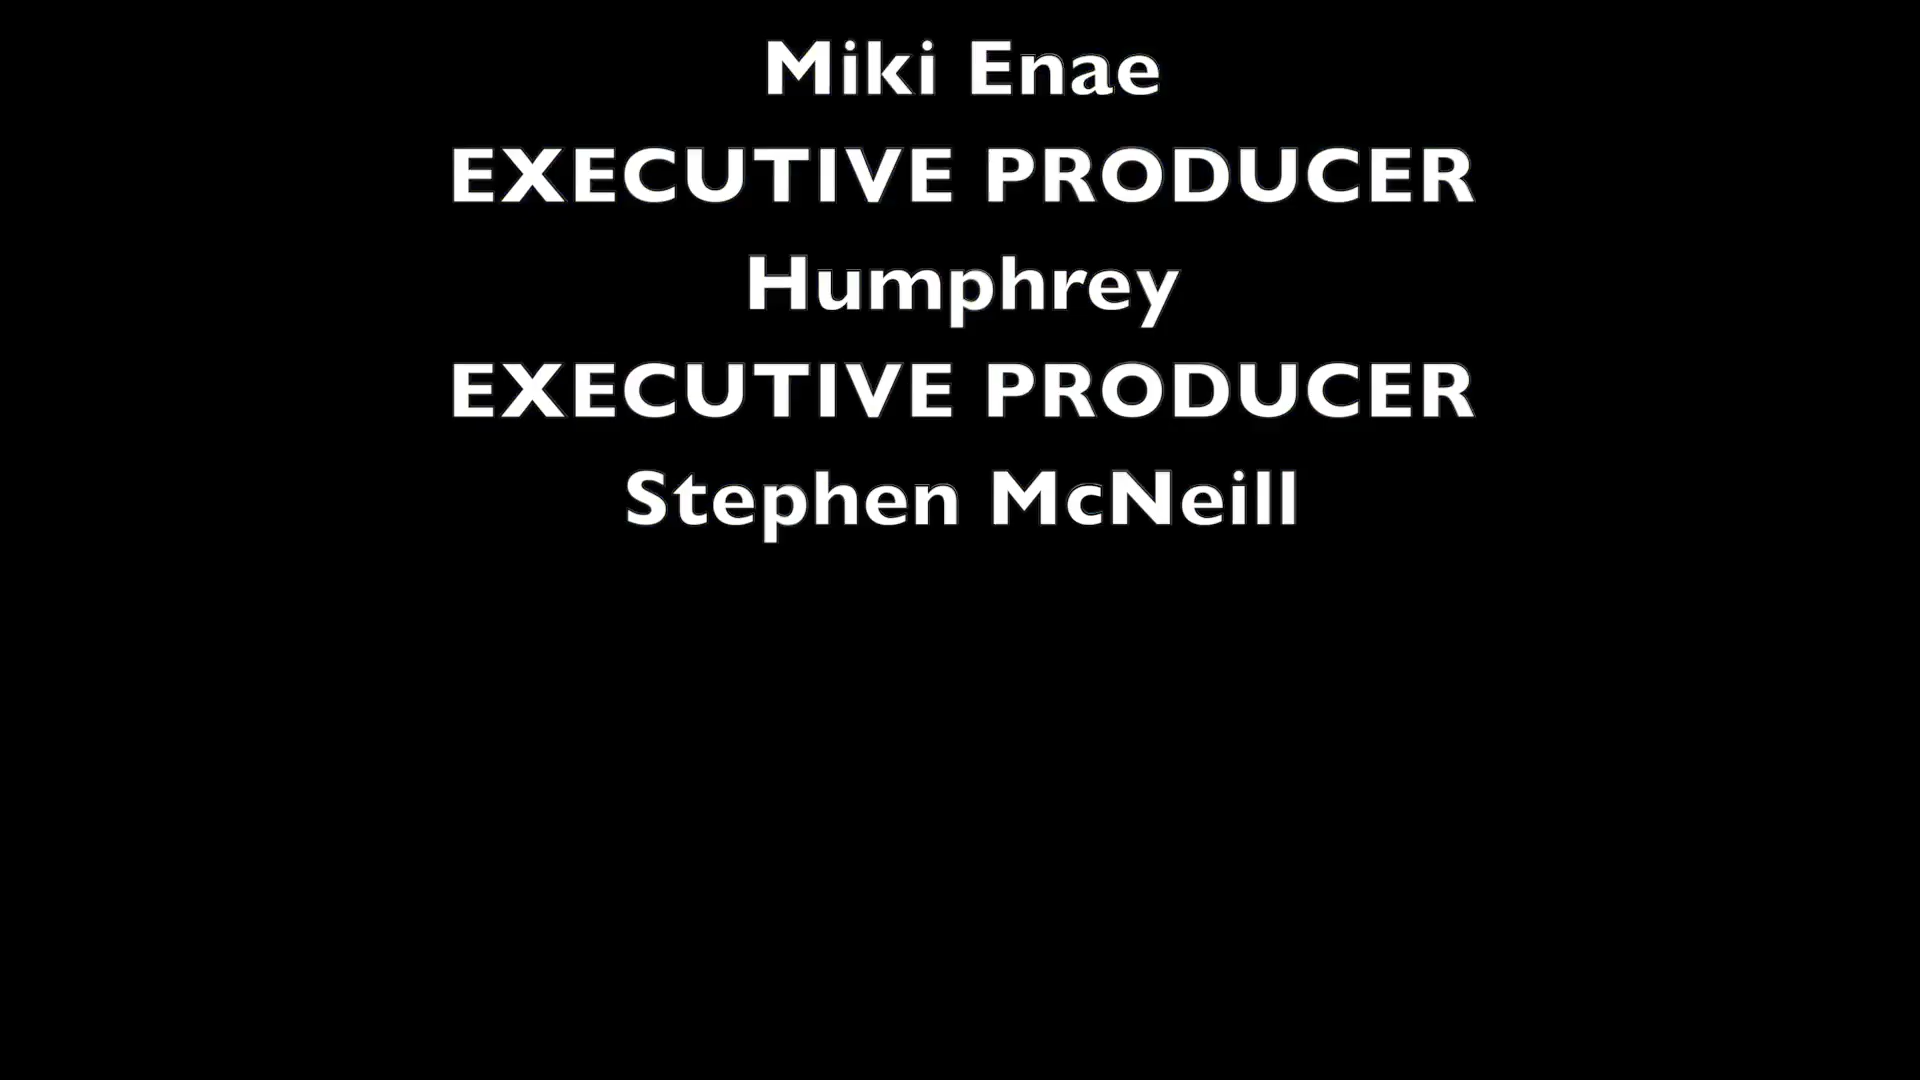 Miki Enae
EXECUTIVE PRODUCER
Humphrey
EXECUTIVE PRODUCER
Stephen McNeill